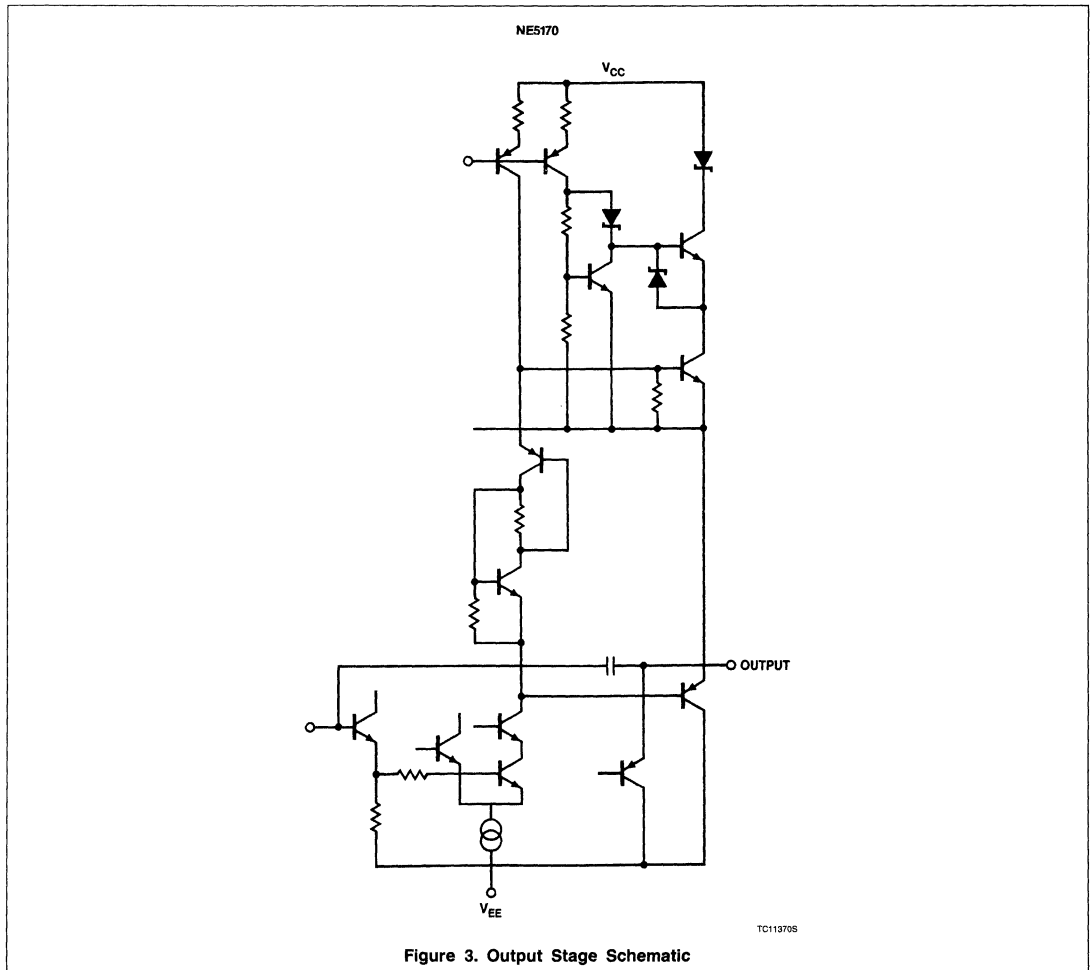 NE5170
VCC
OUTPUT
VEE
TC11370S
Figure 3. Output Stage Schematic